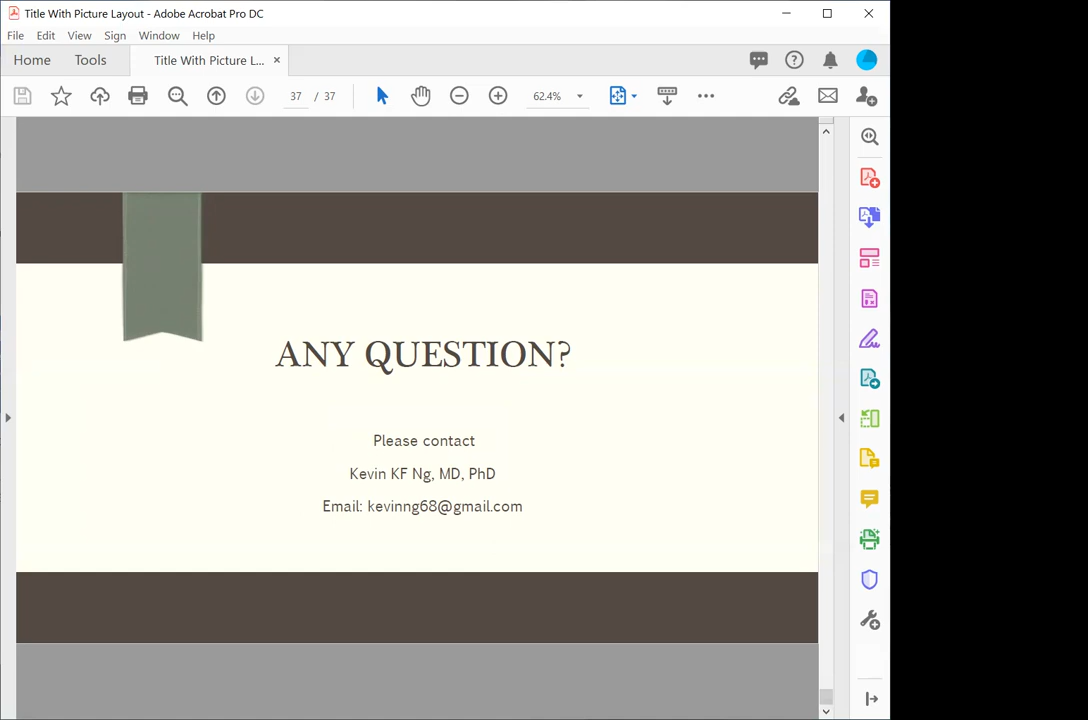 Title With Picture Layout - Adobe Acrobat Pro DC
File Edit View Sign Window Help
Home Tools Title With Picture L... ×
37 / 37 62.4%
ANY QUESTION?
Please contact
Kevin KF Ng, MD, PhD
Email: kevinng68@gmail.com